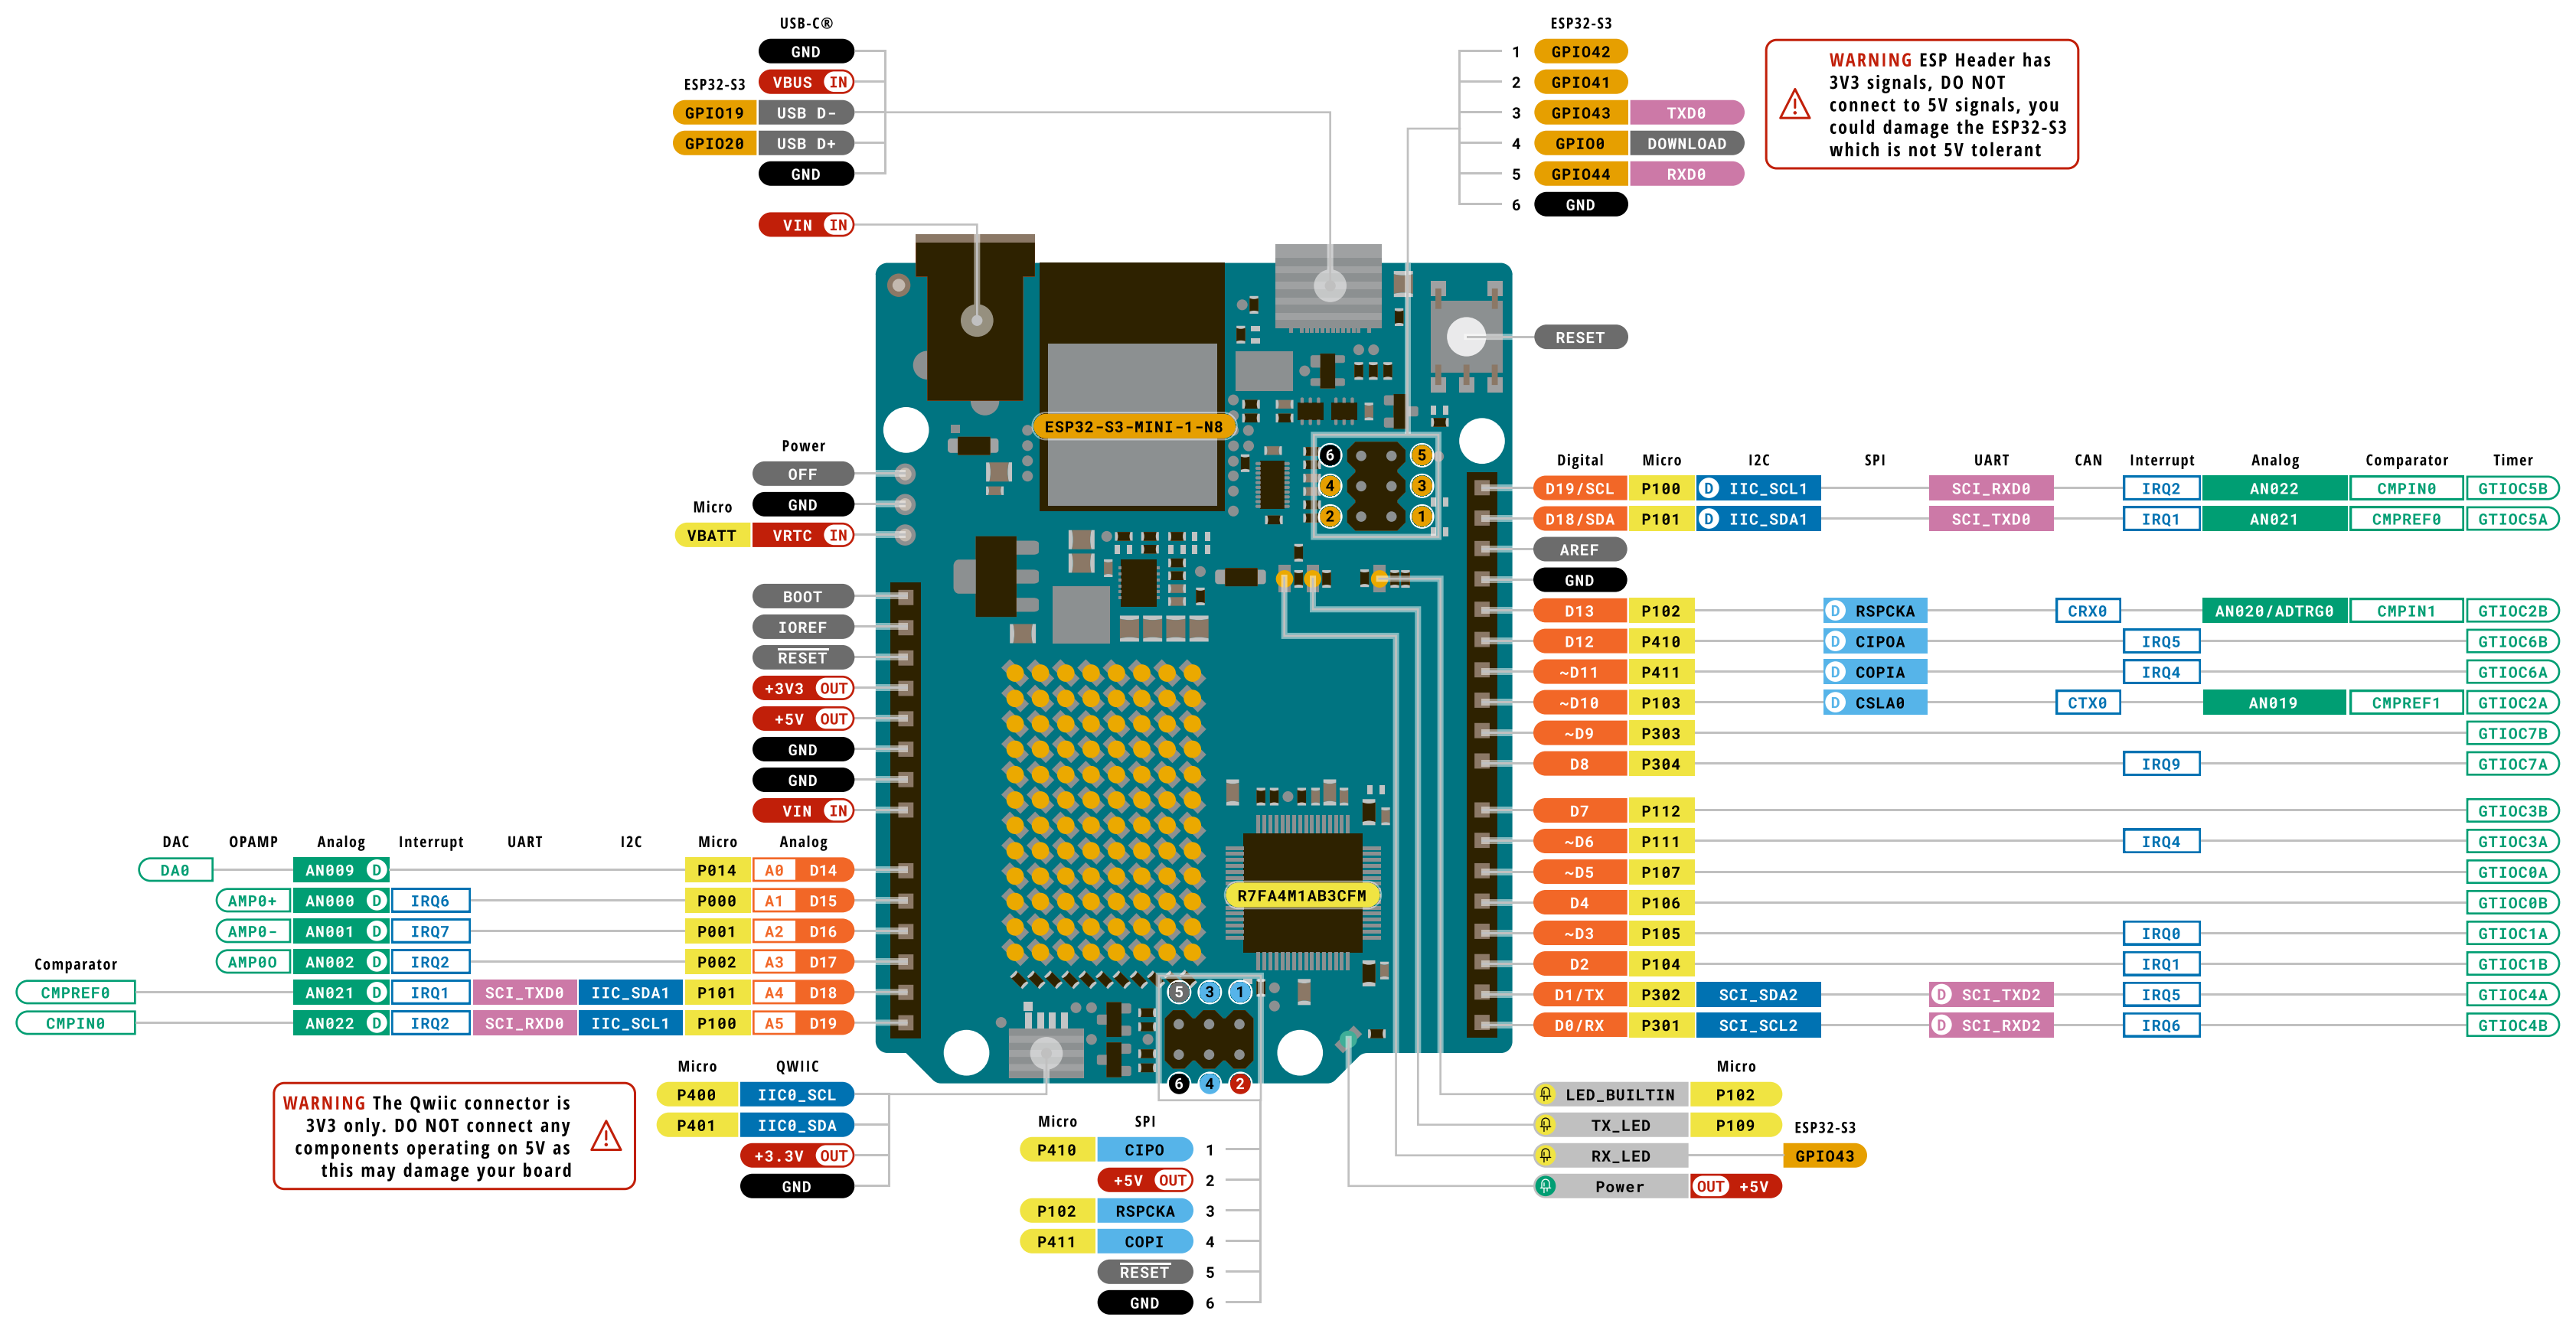 USB-C®
GND
VBUS IN
ESP32-S3
GPIO19 USB D-
GPIO20 USB D+
GND
VIN IN
ESP32-S3
1 GPIO42
2 GPIO41
3 GPIO43 TXD0
4 GPIO0 DOWNLOAD
5 GPIO44 RXD0
6 GND
WARNING ESP Header has
3V3 signals, DO NOT
connect to 5V signals, you
could damage the ESP32-S3
which is not 5V tolerant
RESET
ESP32-S3-MINI-1-N8
6 5
4 3
2 1
Power
OFF
GND
Micro
VBATT VRTC IN
BOOT
IOREF
RESET
+3V3 OUT
+5V OUT
GND
GND
VIN IN
DAC OPAMP Analog Interrupt UART I2C Micro Analog
DA0 AN009 D P014 A0 D14
AMP0+ AN000 D IRQ6 P000 A1 D15
AMP0- AN001 D IRQ7 P001 A2 D16
AMP0O AN002 D IRQ2 P002 A3 D17
Comparator
CMPREF0 AN021 D IRQ1 SCI_TXD0 IIC_SDA1 P101 A4 D18
CMPIN0 AN022 D IRQ2 SCI_RXD0 IIC_SCL1 P100 A5 D19
Digital Micro I2C SPI UART CAN Interrupt Analog Comparator Timer
D19/SCL P100 D IIC_SCL1 SCI_RXD0 IRQ2 AN022 CMPIN0 GTIOC5B
D18/SDA P101 D IIC_SDA1 SCI_TXD0 IRQ1 AN021 CMPREF0 GTIOC5A
AREF
GND
D13 P102 D RSPCKA CRX0 AN020/ADTRG0 CMPIN1 GTIOC2B
D12 P410 D CIPOA IRQ5 GTIOC6B
~D11 P411 D COPIA IRQ4 GTIOC6A
~D10 P103 D CSLA0 CTX0 AN019 CMPREF1 GTIOC2A
~D9 P303 GTIOC7B
D8 P304 IRQ9 GTIOC7A
D7 P112 GTIOC3B
~D6 P111 IRQ4 GTIOC3A
~D5 P107 GTIOC0A
D4 P106 GTIOC0B
~D3 P105 IRQ0 GTIOC1A
D2 P104 IRQ1 GTIOC1B
D1/TX P302 SCI_SDA2 D SCI_TXD2 IRQ5 GTIOC4A
D0/RX P301 SCI_SCL2 D SCI_RXD2 IRQ6 GTIOC4B
R7FA4M1AB3CFM
5 3 1
6 4 2
WARNING The Qwiic connector is
3V3 only. DO NOT connect any
components operating on 5V as
this may damage your board
Micro QWIIC
P400 IIC0_SCL
P401 IIC0_SDA
+3.3V OUT
GND
Micro SPI
P410 CIPO 1
+5V OUT 2
P102 RSPCKA 3
P411 COPI 4
RESET 5
GND 6
Micro
LED_BUILTIN P102
TX_LED P109
ESP32-S3
RX_LED GPIO43
Power OUT +5V